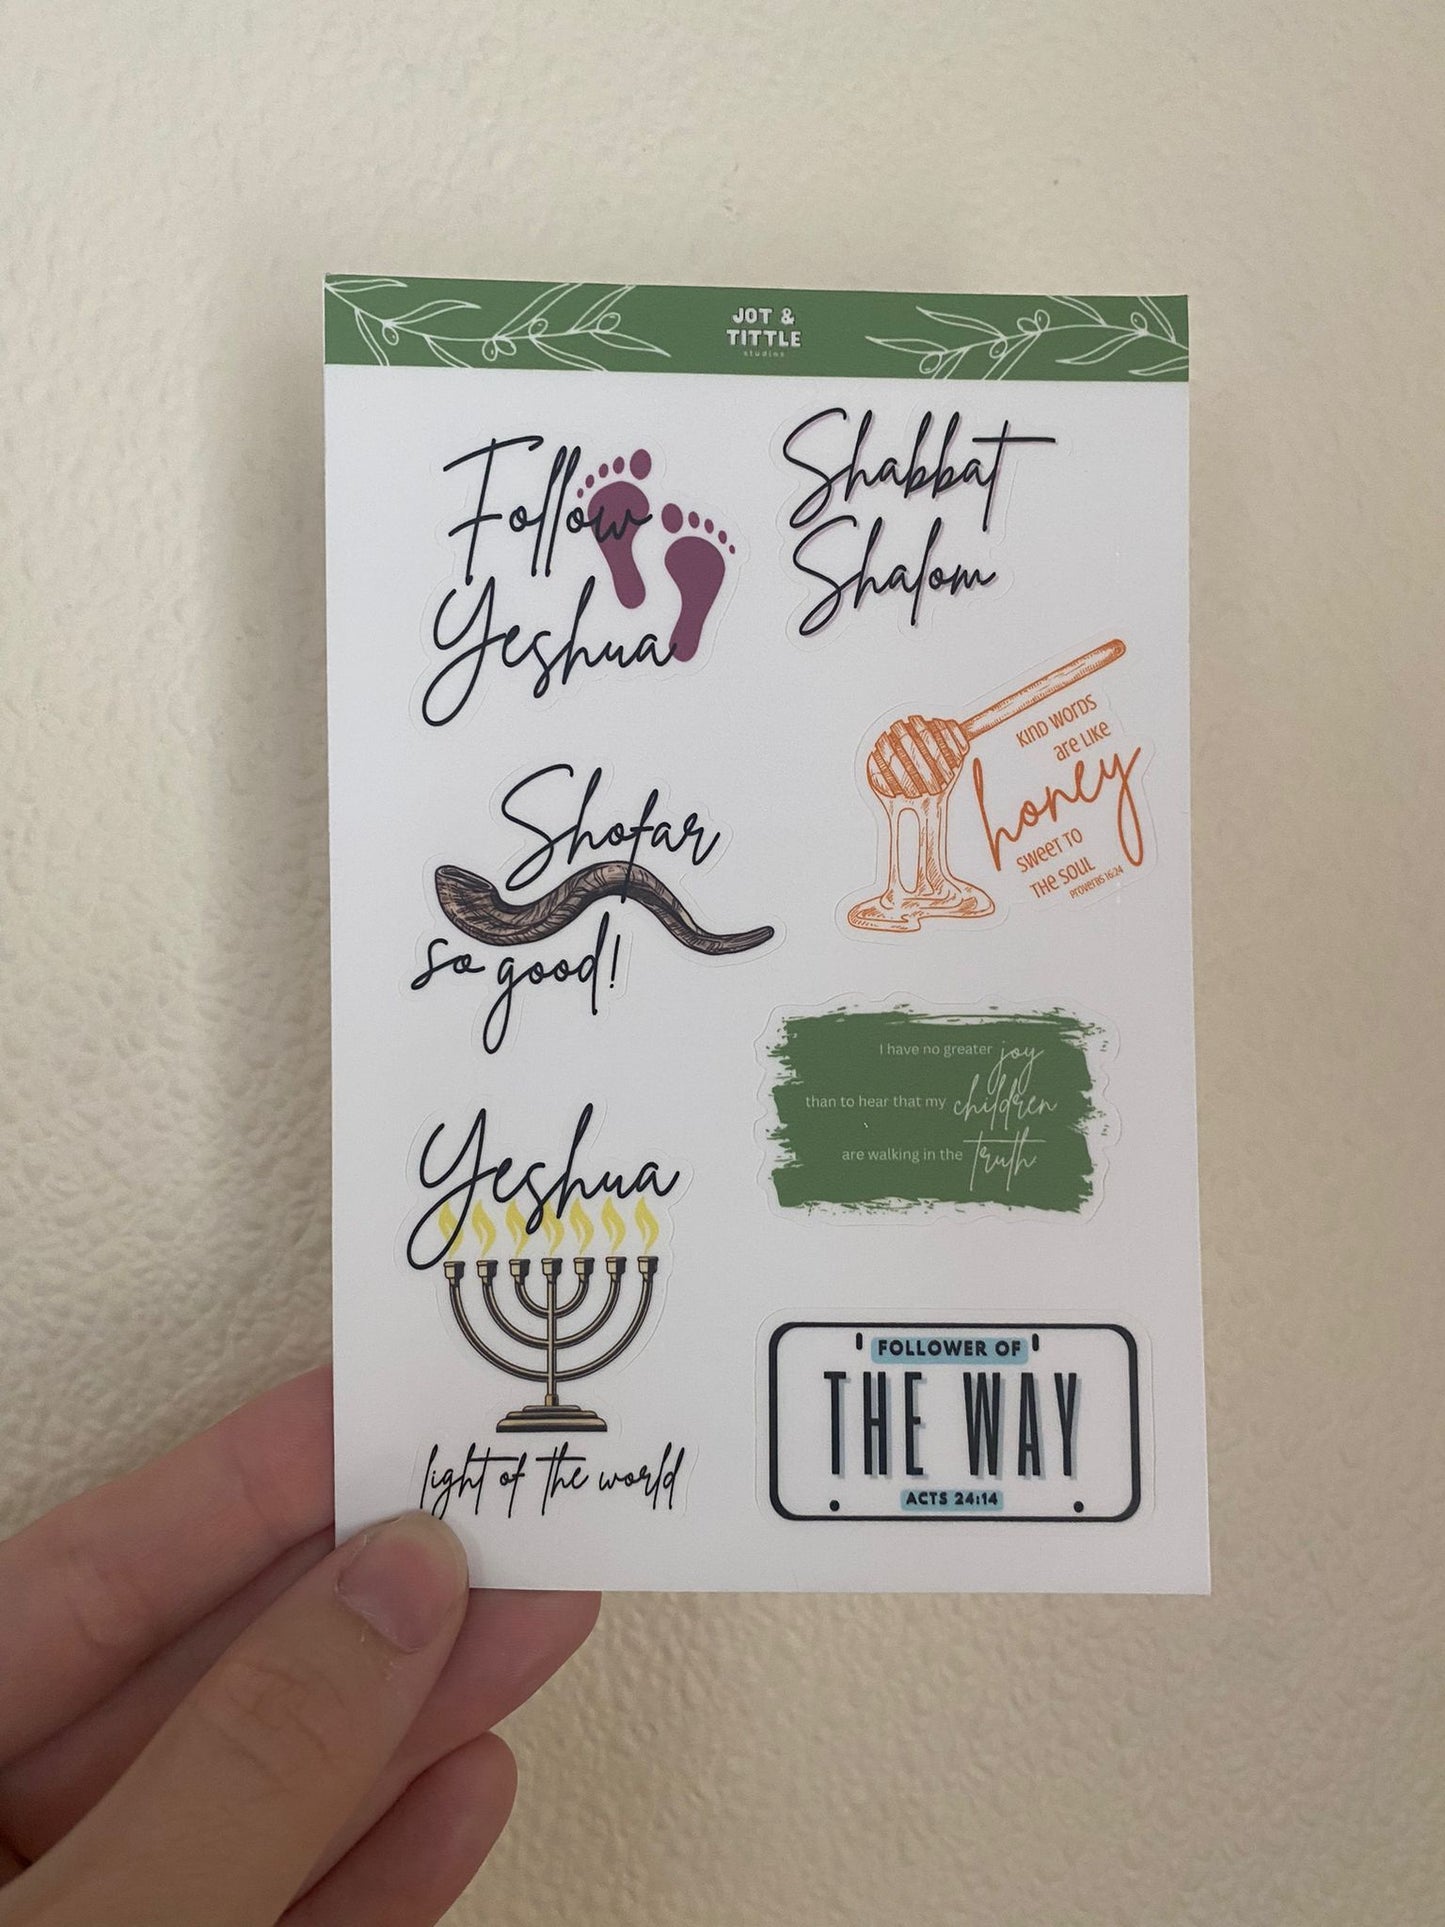 JOT &
TITTLE
studios
Follow
Yeshua
Shabbat
Shalom
KIND WORDS
are LIKE
honey
SWeeT TO
THe SOUL
Proverbs 16:24
Shofar
so good!
I have no greater joy
than to hear that my children
are walking in the truth
Yeshua
light of the world
FOLLOWER OF
THE WAY
ACTS 24:14